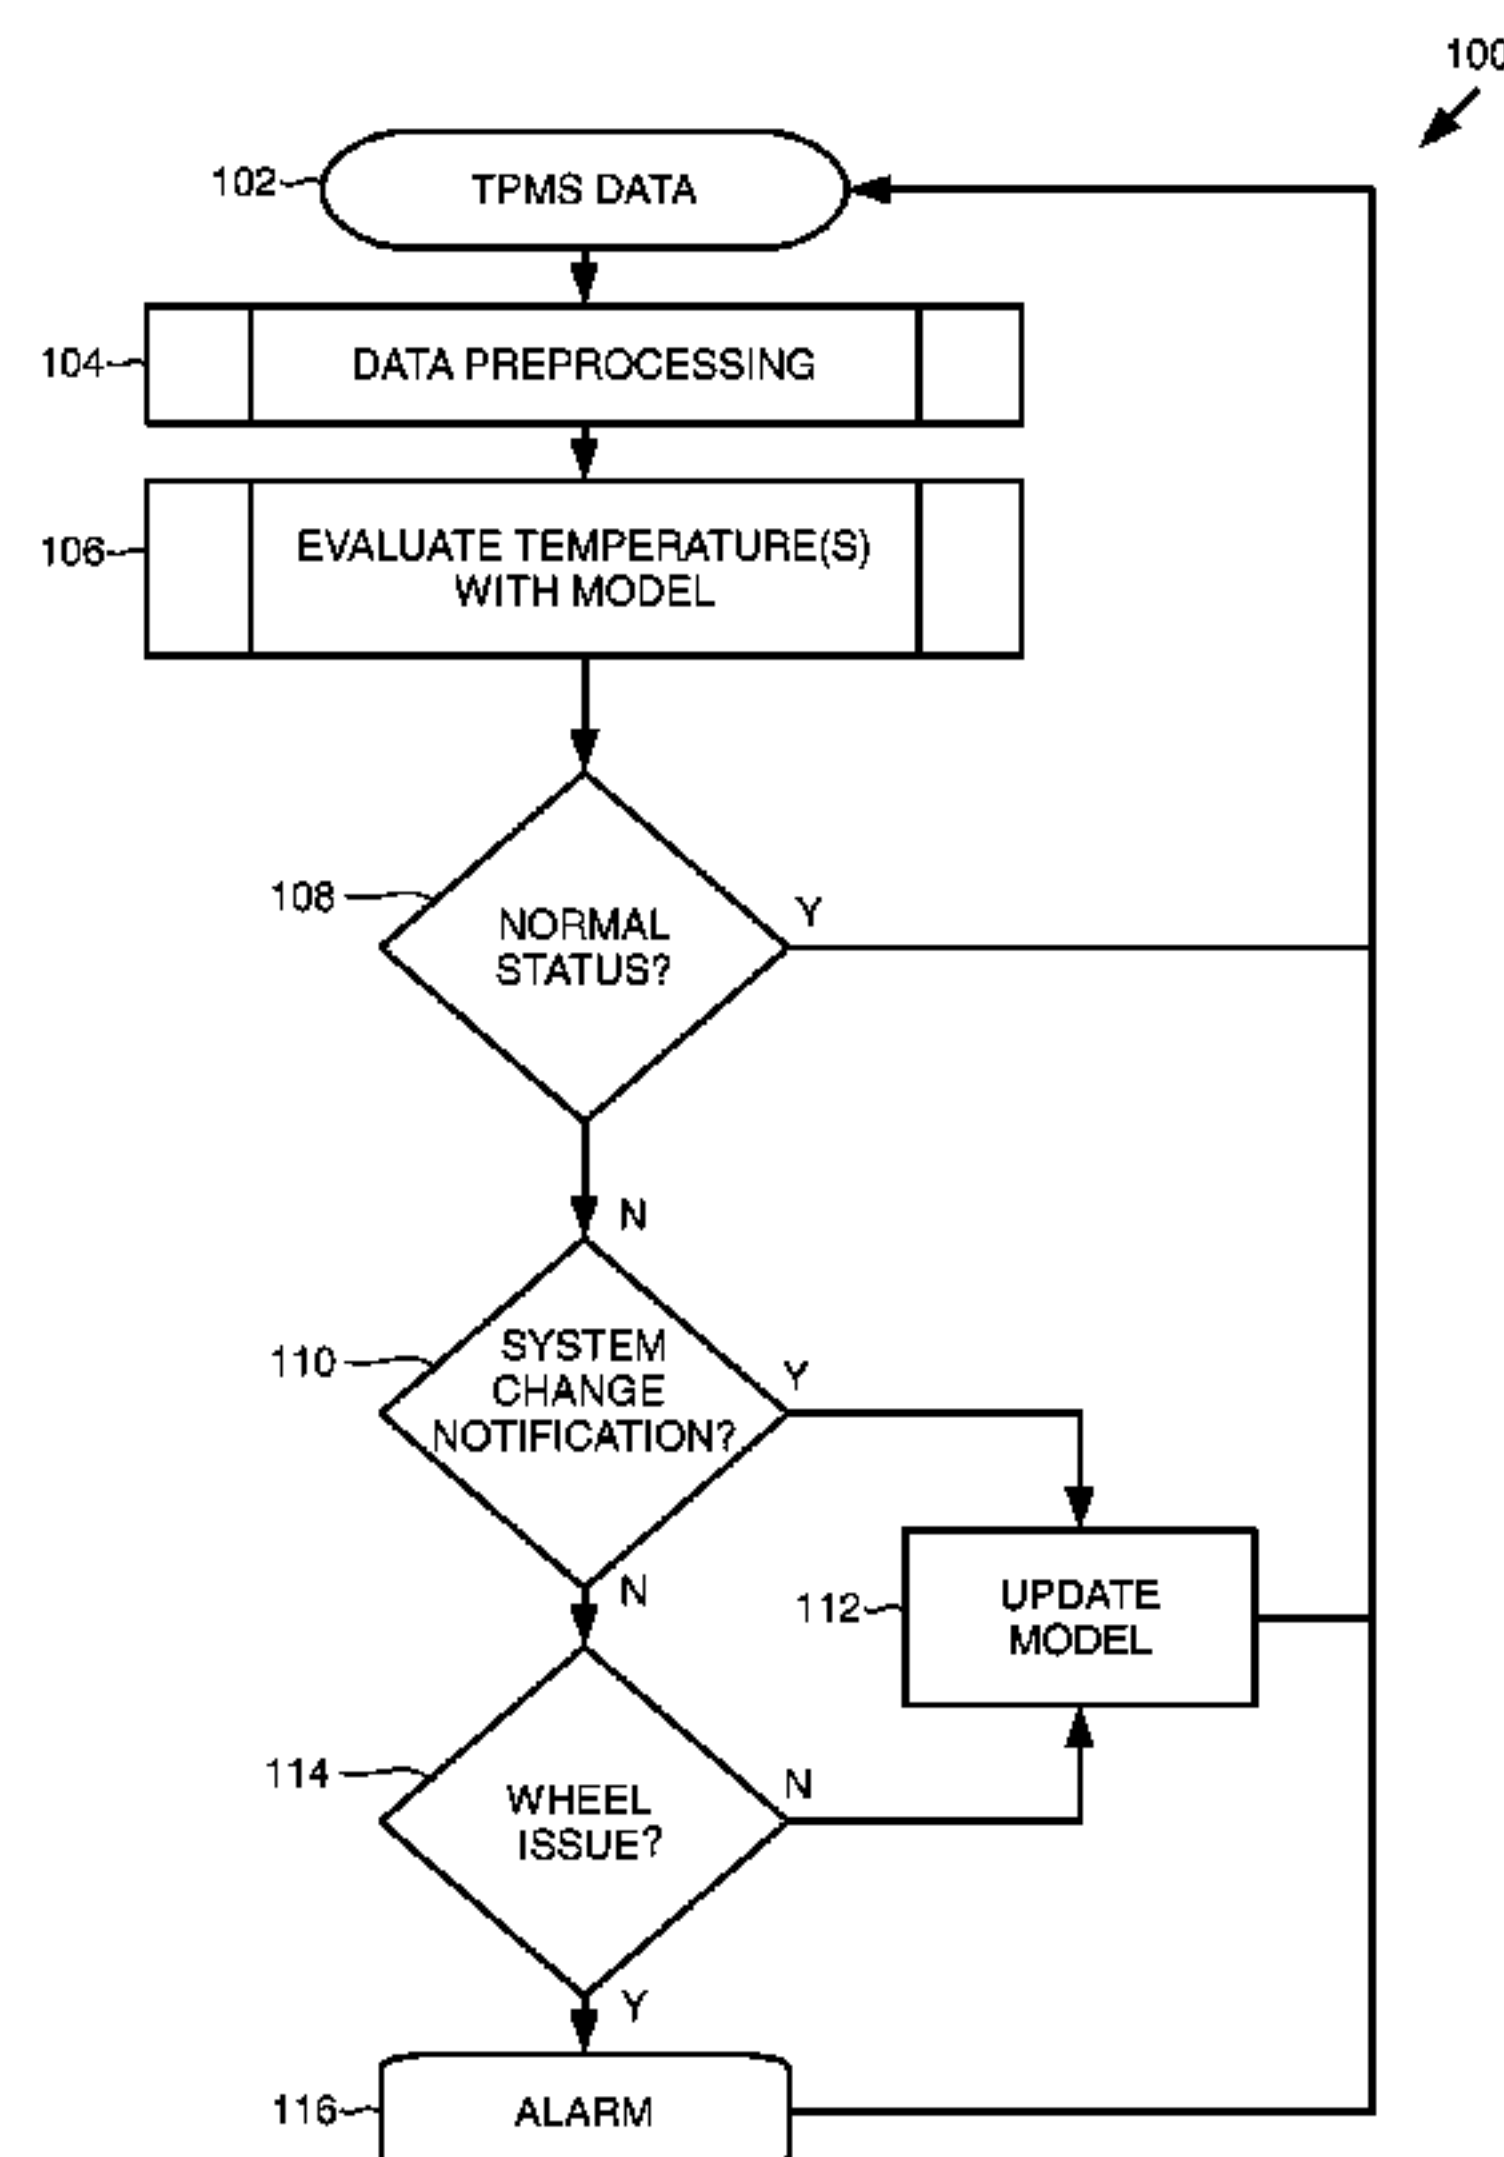 100
102
TPMS DATA
104
DATA PREPROCESSING
106
EVALUATE TEMPERATURE(S)
WITH MODEL
108
NORMAL
STATUS?
Y
N
110
SYSTEM
CHANGE
NOTIFICATION?
Y
N
112
UPDATE
MODEL
114
WHEEL
ISSUE?
N
Y
116
ALARM